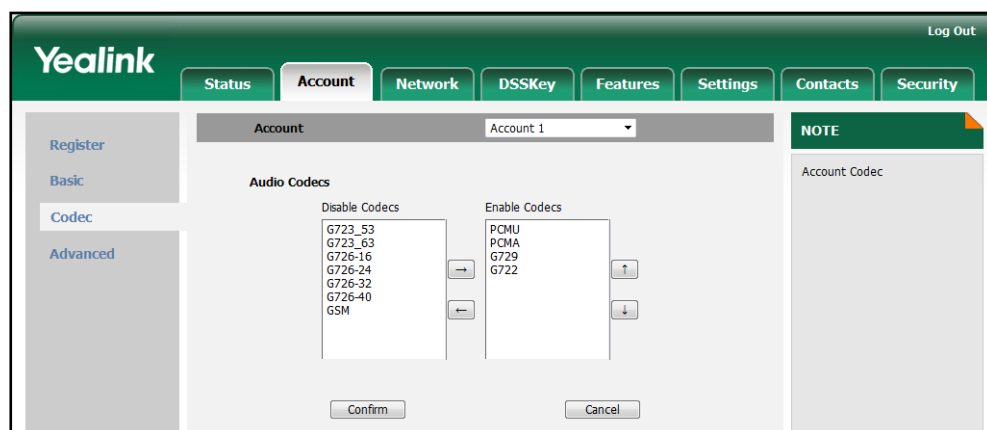 Log Out
Yealink
Status Account Network DSSKey Features Settings Contacts Security
Register
Basic
Codec
Advanced
Account Account 1
Audio Codecs
Disable Codecs Enable Codecs
G723_53
G723_63
G726-16
G726-24
G726-32
G726-40
GSM
→
←
PCMU
PCMA
G729
G722
↑
↓
Confirm Cancel
NOTE
Account Codec